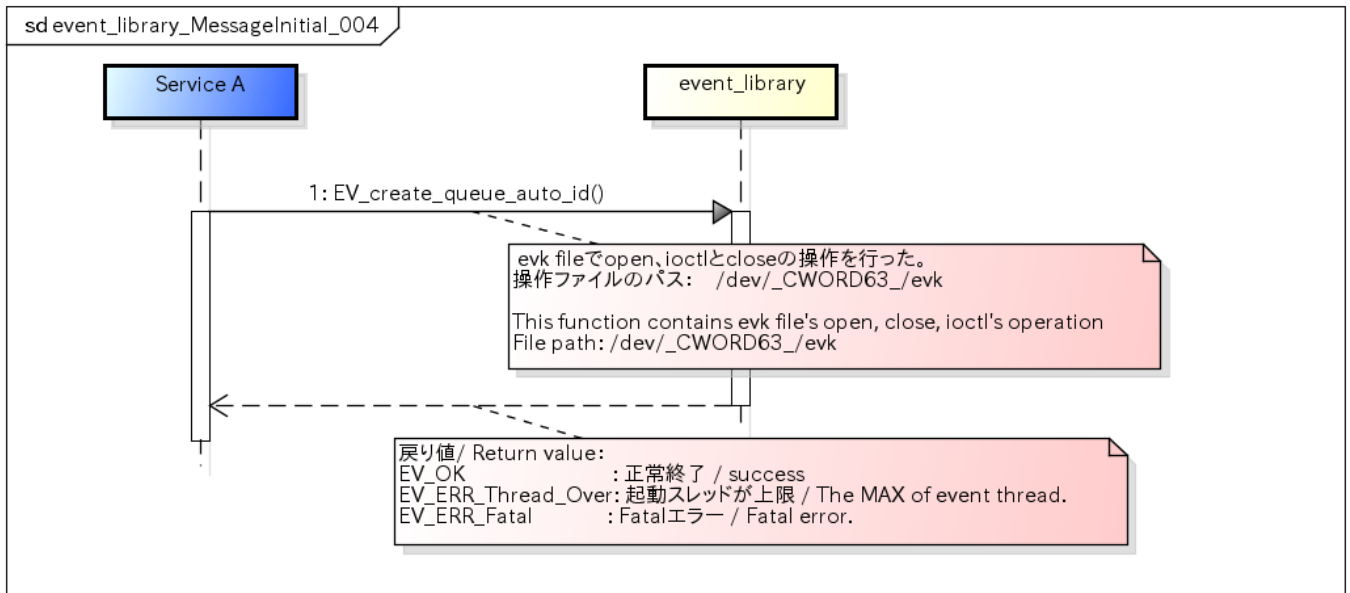 sd event_library_MessageInitial_004
Service A
event_library
1: EV_create_queue_auto_id()
evk fileでopen、ioctlとcloseの操作を行った。
操作ファイルのパス： /dev/_CWORD63_/evk
This function contains evk file's open, close, ioctl's operation
File path: /dev/_CWORD63_/evk
戻り値/ Return value：
EV_OK ：正常終了 / success
EV_ERR_Thread_Over：起動スレッドが上限 / The MAX of event thread.
EV_ERR_Fatal ：Fatalエラー / Fatal error.